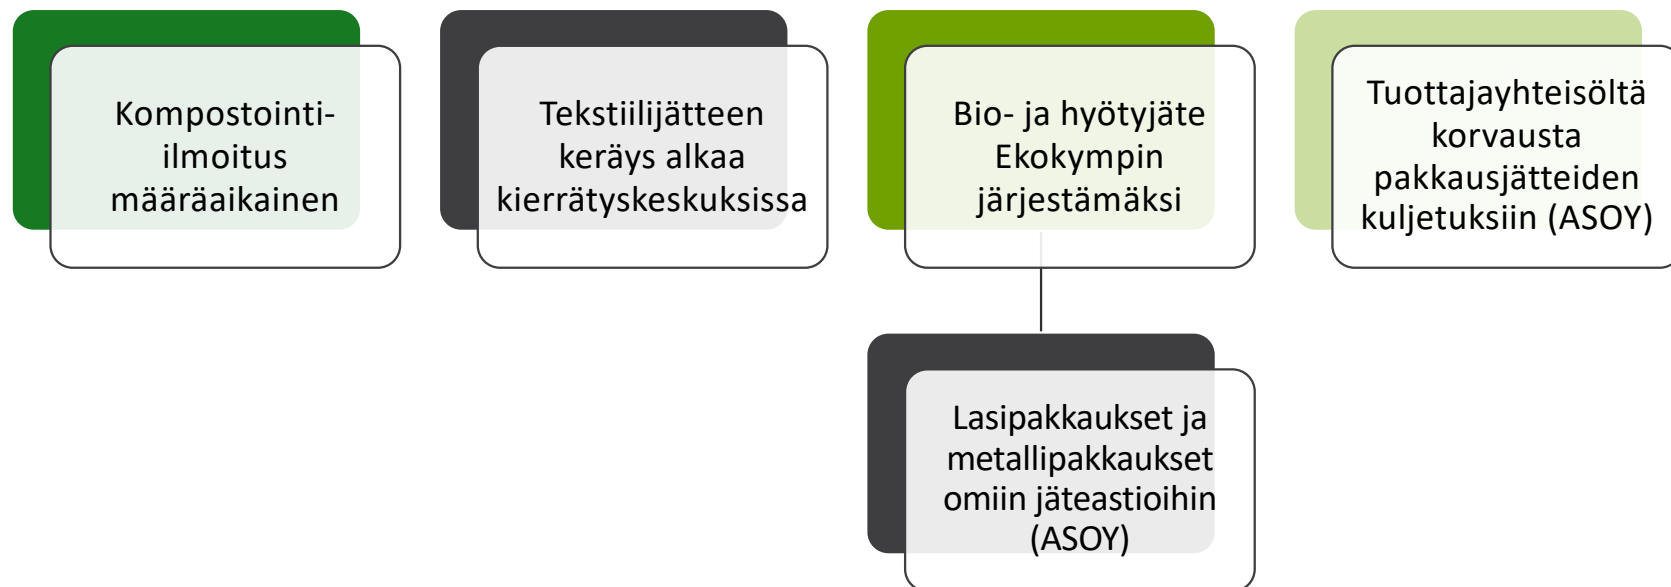 Kompostointi-
ilmoitus
määräaikainen
Tekstiilijätteen
keräys alkaa
kierrätyskeskuksissa
Bio- ja hyötyjäte
Ekokympin
järjestämäksi
Tuottajayhteisöltä
korvausta
pakkausjätteiden
kuljetuksiin (ASOY)
Lasipakkaukset ja
metallipakkaukset
omiin jäteastioihin
(ASOY)